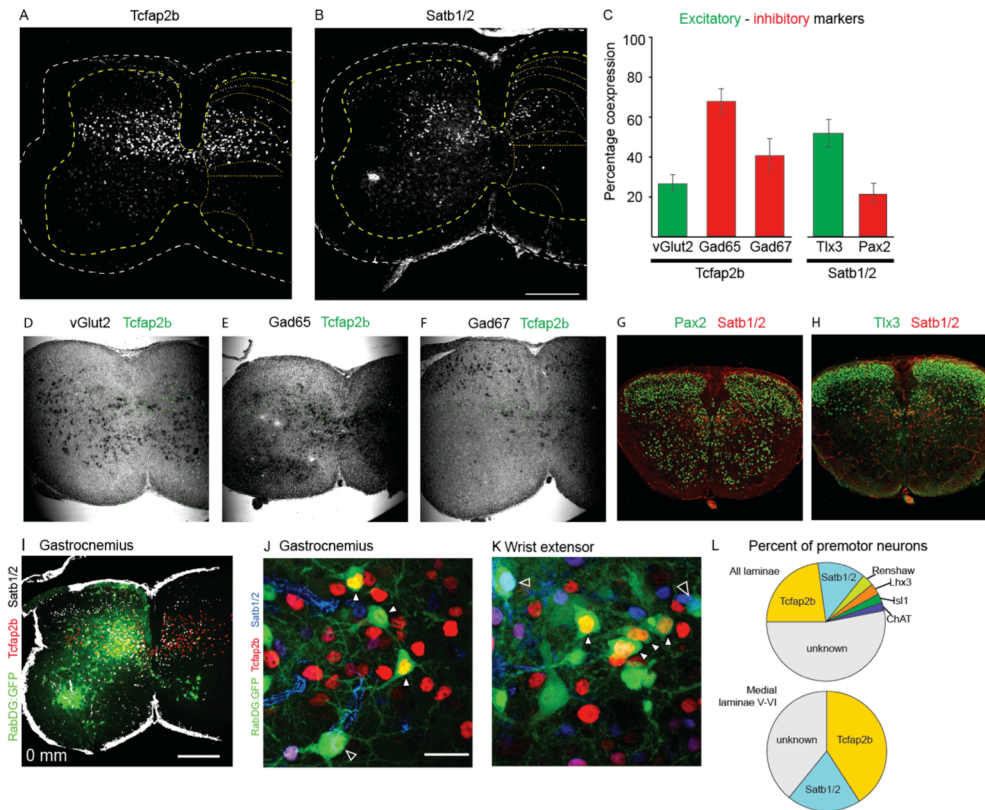 A
Tcfap2b
B
Satb1/2
C
Excitatory - inhibitory markers
Percentage coexpression
100
80
60
40
20
vGlut2 Gad65 Gad67 Tlx3 Pax2
Tcfap2b Satb1/2
D vGlut2 Tcfap2b
E Gad65 Tcfap2b
F Gad67 Tcfap2b
G Pax2 Satb1/2
H Tlx3 Satb1/2
I Gastrocnemius
RabDG:GFP Tcfap2b Satb1/2
0 mm
J Gastrocnemius
RabDG:GFP Tcfap2b Satb1/2
K Wrist extensor
L Percent of premotor neurons
All laminae
Tcfap2b
Satb1/2
Renshaw
Lhx3
Isl1
ChAT
unknown
Medial
laminae V-VI
unknown
Tcfap2b
Satb1/2